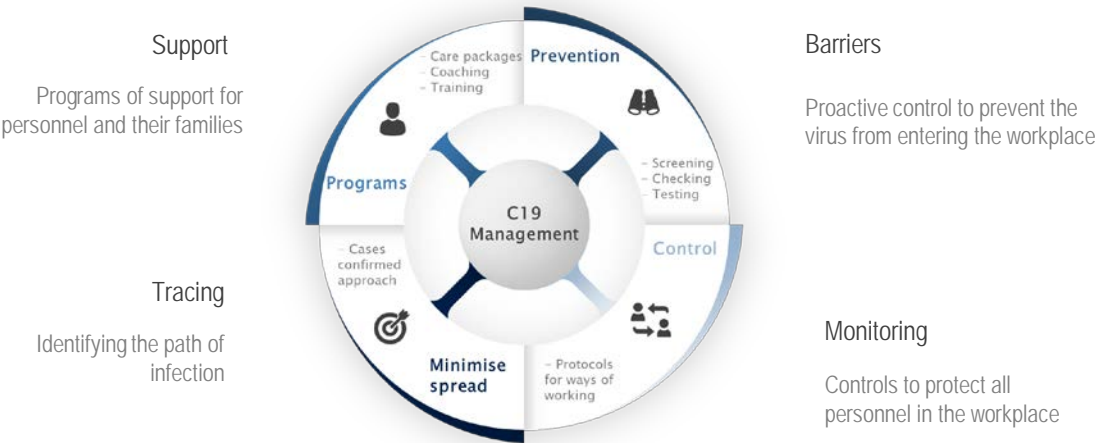 Support
Programs of support for
personnel and their families
– Care packages
– Coaching
– Training
Programs
Prevention
– Screening
– Checking
– Testing
Barriers
Proactive control to prevent the
virus from entering the workplace
C19
Management
– Cases
confirmed
approach
Minimise
spread
Tracing
Identifying the path of
infection
Control
– Protocols
for ways of
working
Monitoring
Controls to protect all
personnel in the workplace